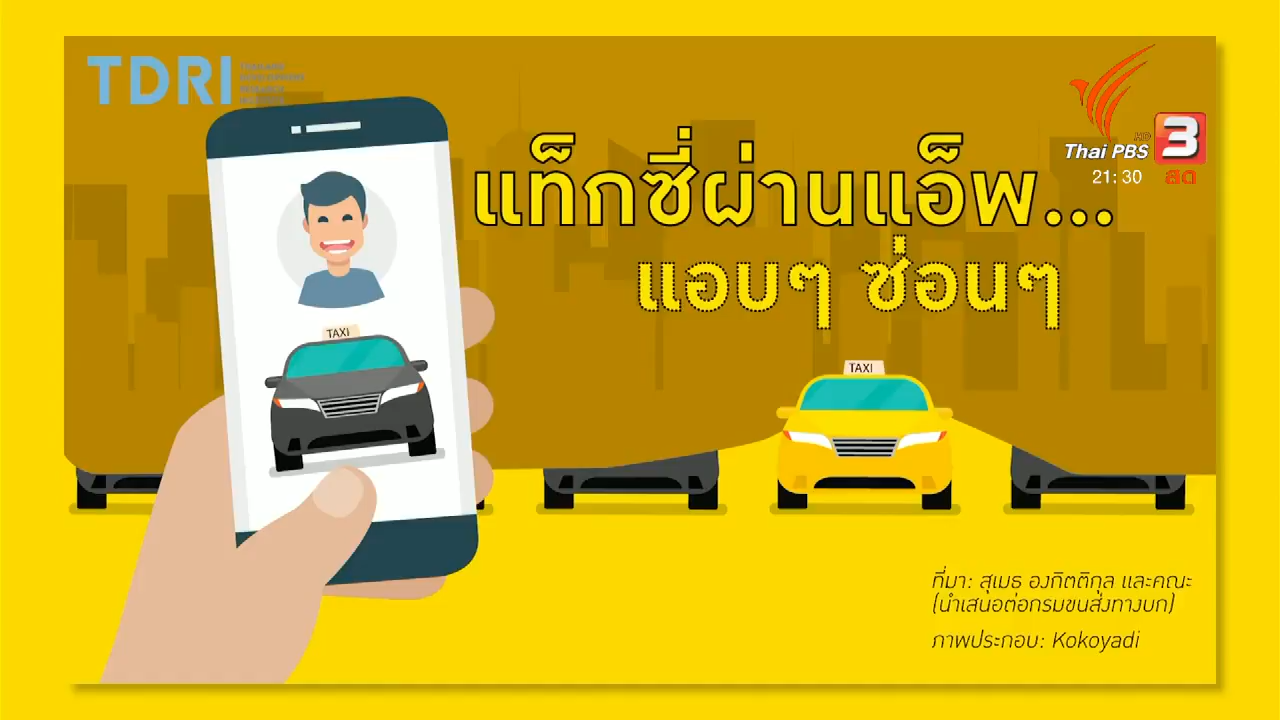 TDRI
THAILAND
DEVELOPMENT
RESEARCH
INSTITUTE
HD
3
Thai PBS
21:30 สด
แท็กซี่ผ่านแอ็พ...
แอบๆ ซ่อนๆ
TAXI
TAXI
ที่มา: สุเมธ องกิตติกุล และคณะ
(นำเสนอต่อกรมขนส่งทางบก)
ภาพประกอบ: Kokoyadi